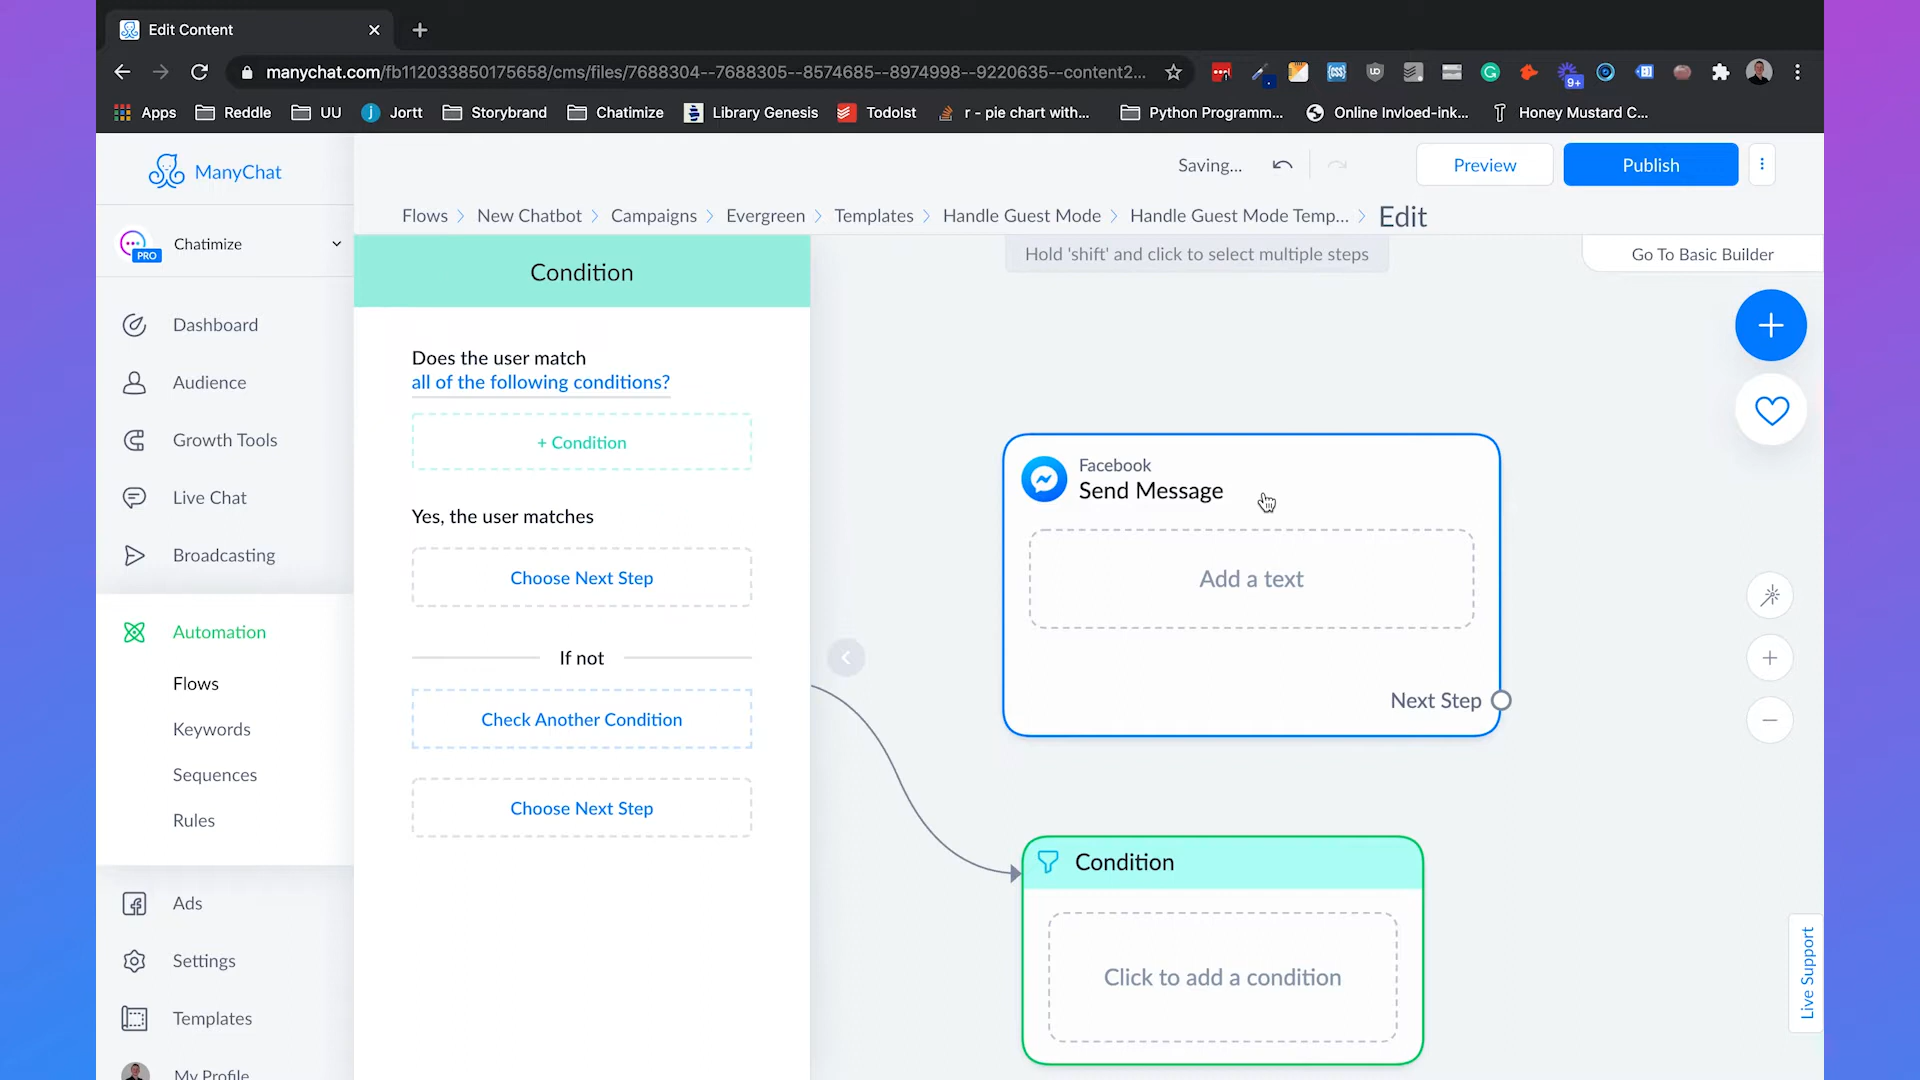 Edit Content
manychat.com/fb112033850175658/cms/files/7688304--7688305--8574685--8974998--9220635--content2...
9+
Apps
Reddle
UU
Jortt
Storybrand
Chatimize
Library Genesis
TodoIst
r - pie chart with...
Python Programm...
Online Invloed-ink...
Honey Mustard C...
ManyChat
Saving...
Preview
Publish
Flows
New Chatbot
Campaigns
Evergreen
Templates
Handle Guest Mode
Handle Guest Mode Temp...
Edit
PRO
Chatimize
Condition
Hold 'shift' and click to select multiple steps
Go To Basic Builder
Dashboard
Audience
Growth Tools
Live Chat
Broadcasting
Automation
Flows
Keywords
Sequences
Rules
Ads
Settings
Templates
My Profile
Does the user match
all of the following conditions?
+ Condition
Yes, the user matches
Choose Next Step
If not
Check Another Condition
Choose Next Step
Facebook
Send Message
Add a text
Next Step
Condition
Click to add a condition
Live Support